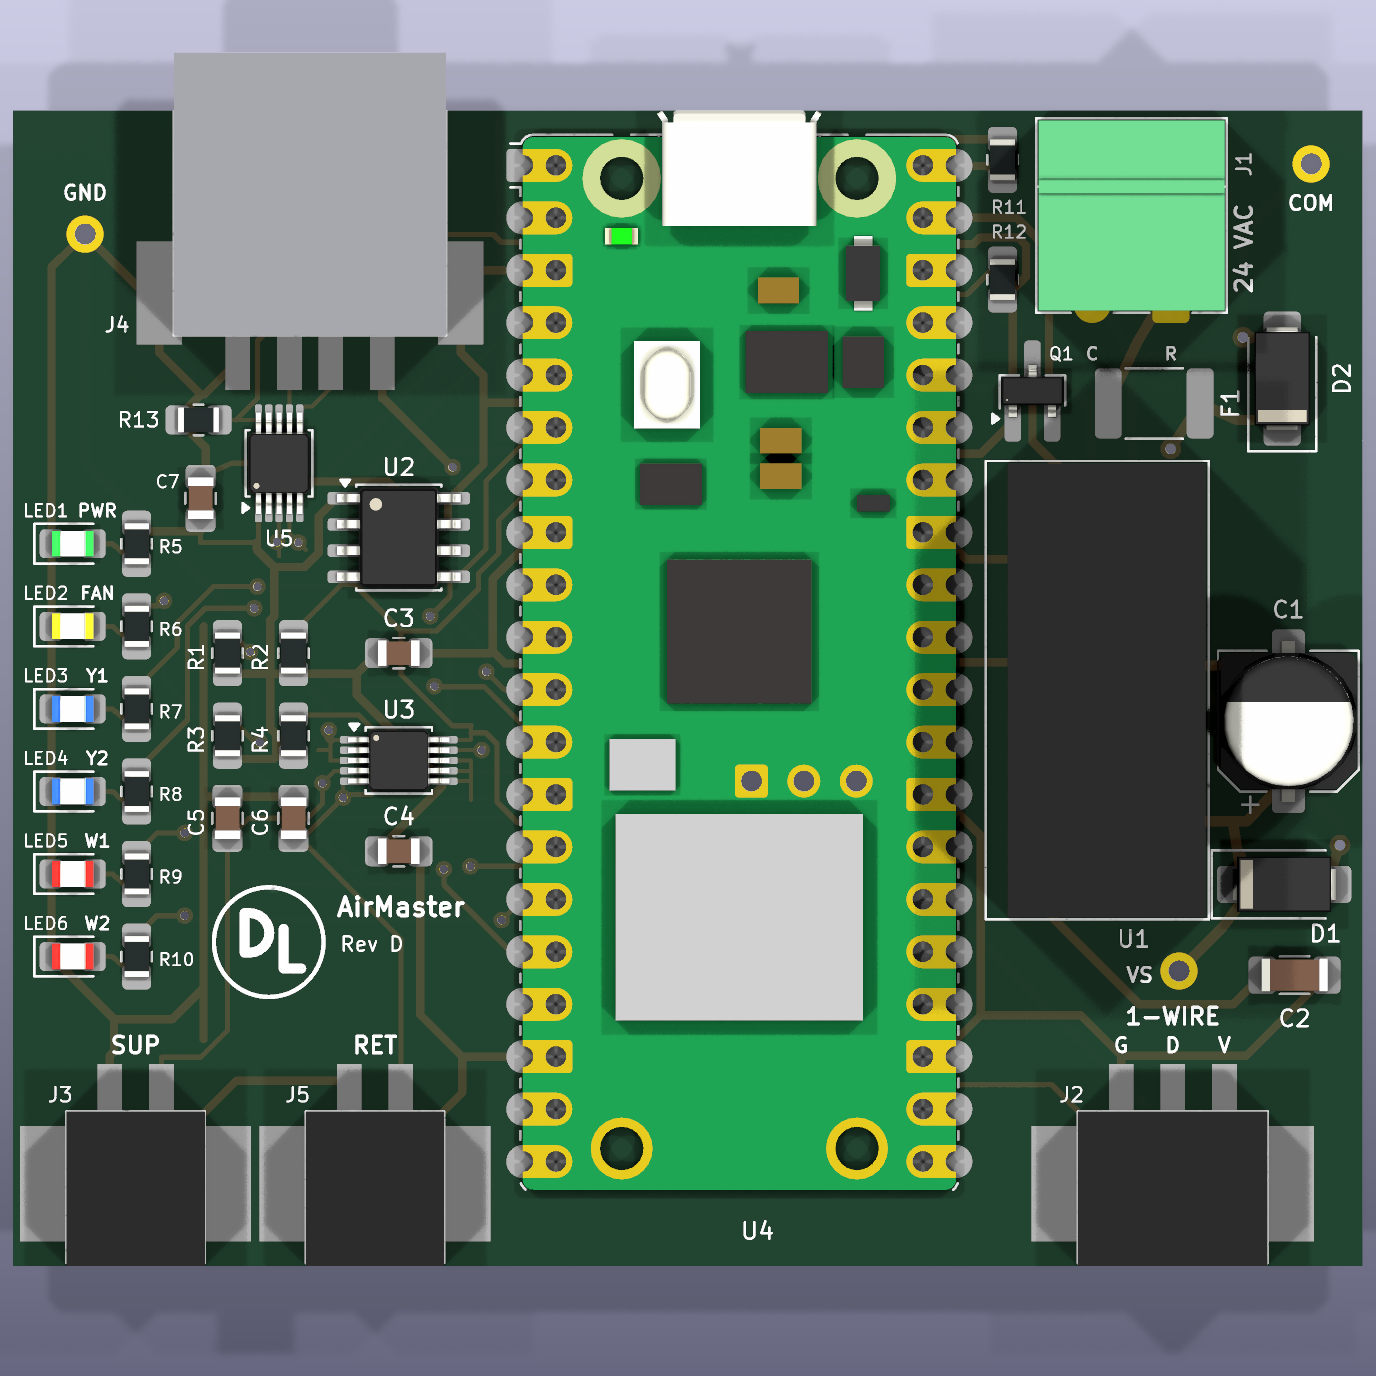 GND
J4
R13
C7
U5
U2
LED1 PWR
R5
LED2 FAN
R6
LED3 Y1
R7
LED4 Y2
R8
LED5 W1
R9
LED6 W2
R10
R1
R2
R3
R4
C5
C6
C3
U3
C4
DL
AirMaster
Rev D
SUP
RET
J3
J5
U4
R11
R12
J1
24 VAC
COM
Q1
C
R
F1
D2
C1
+
U1
D1
VS
C2
1-WIRE
G D V
J2